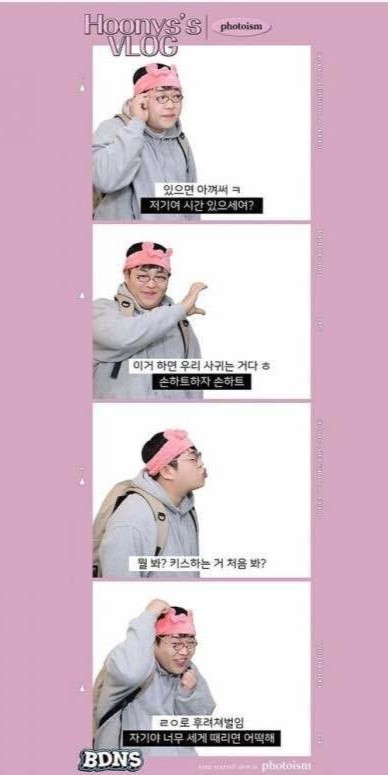 Hoonys's
VLOG
photoism
있으면 아껴써 ㅋ
저기여 시간 있으세여?
이거 하면 우리 사귀는 거다 ㅎ
손하트하자 손하트
뭘 봐? 키스하는 거 처음 봐?
ㄹㅇ로 후려쳐벌임
자기야 너무 세게 때리면 어떡해
BDNS
photoism